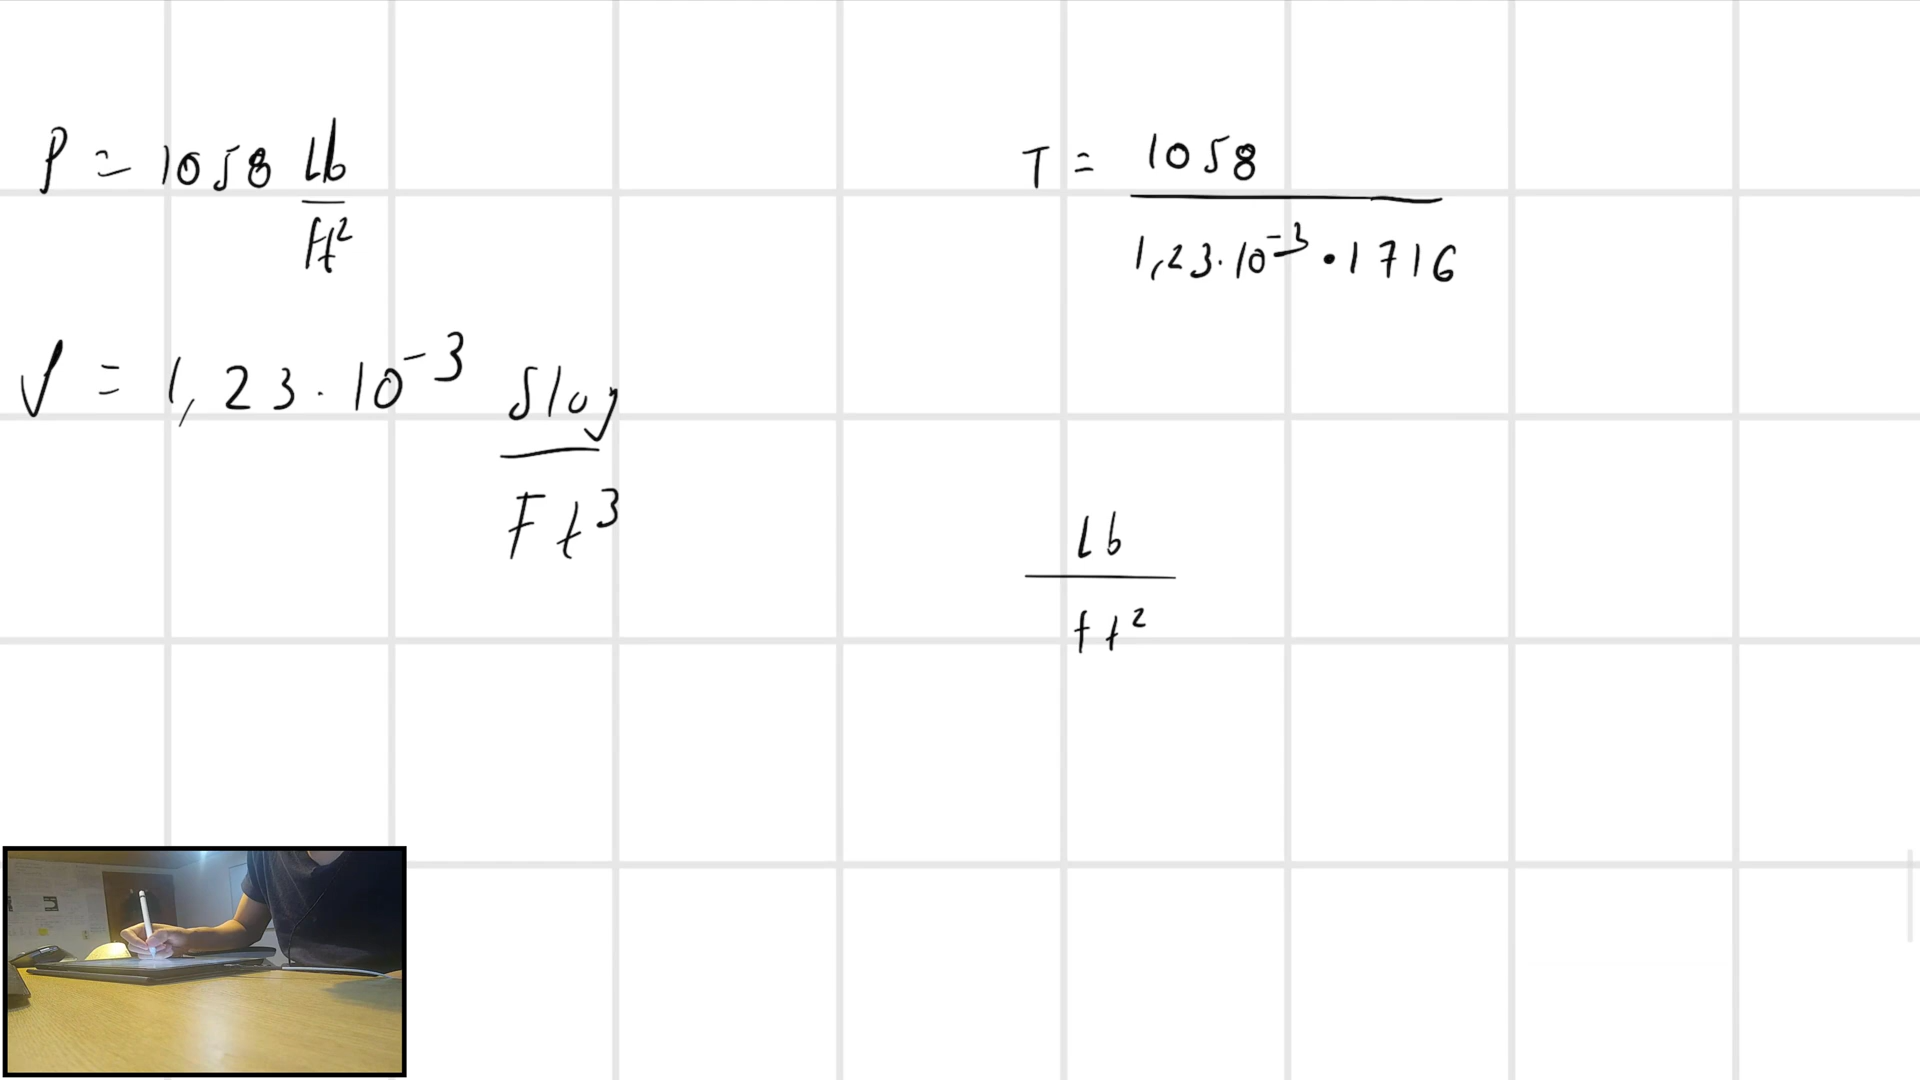 P = 1058 Lb
ft²
V = 1,23 · 10⁻³ Slug
Ft³
T = 1058
1,23 · 10⁻³ · 1716
Lb
ft²